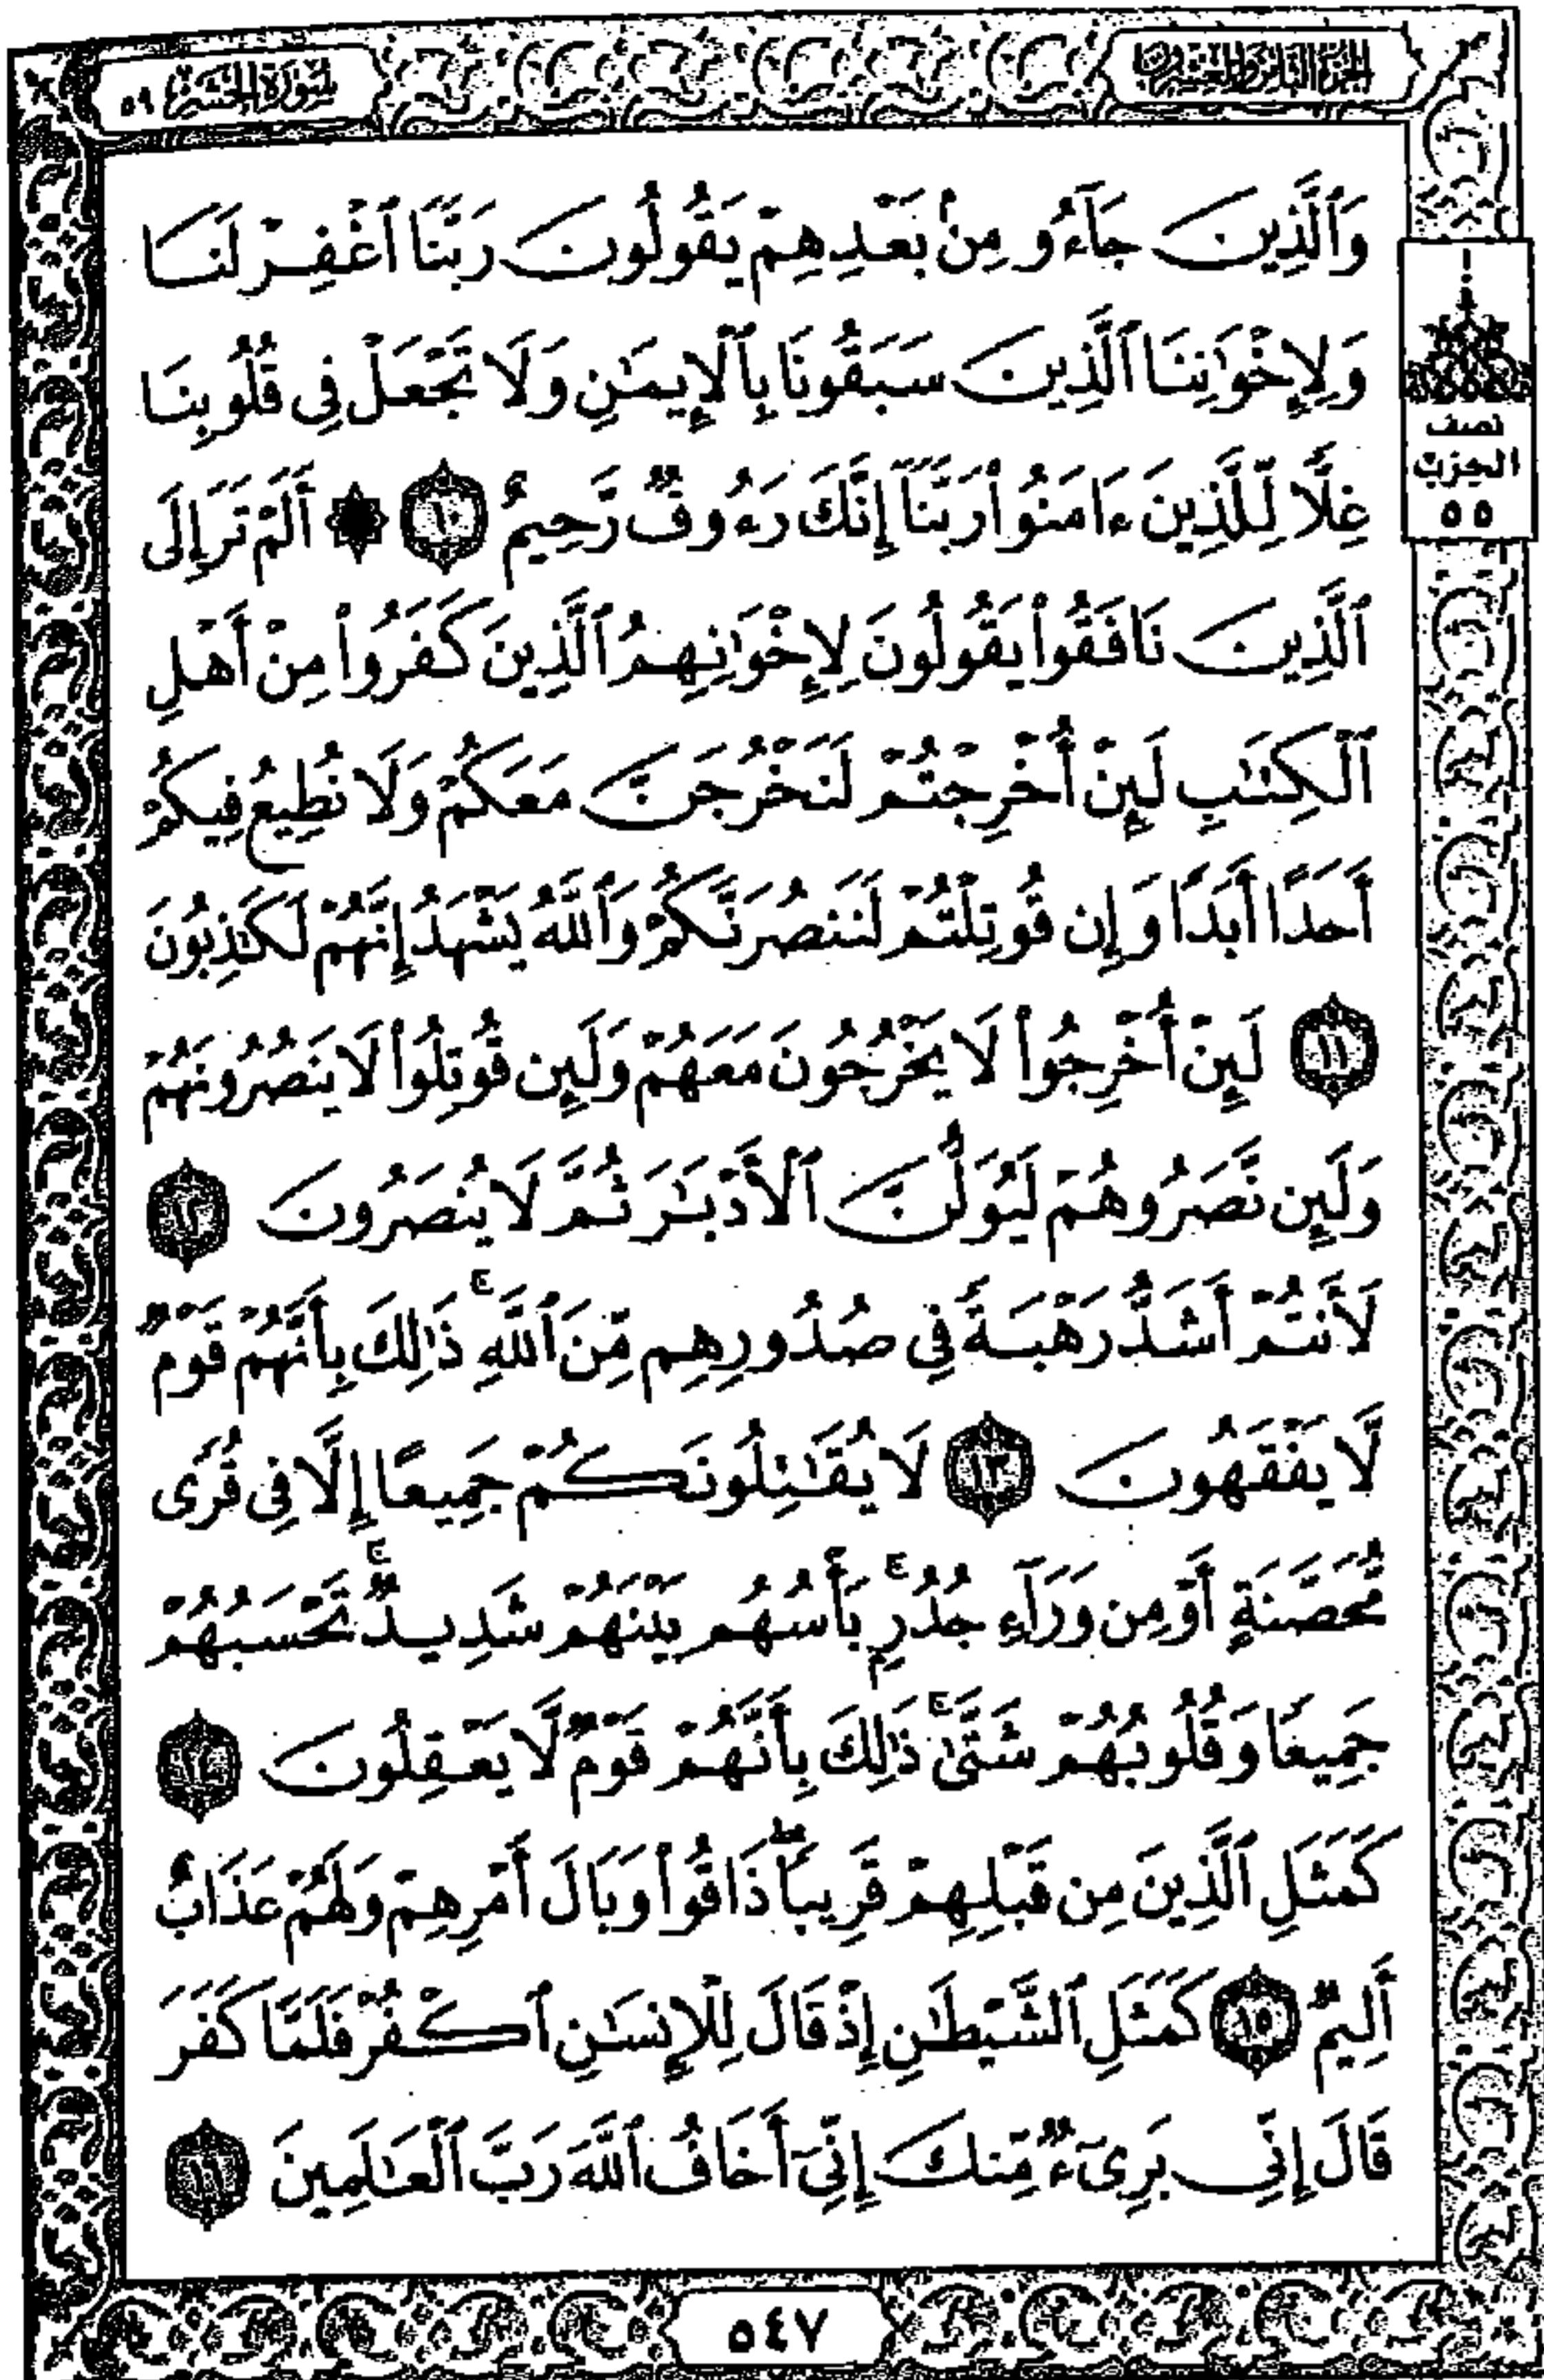 الجزء الثامن والعشرون
سورة الحشر ٥٩
وَٱلَّذِينَ جَآءُو مِنۢ بَعْدِهِمْ يَقُولُونَ رَبَّنَا ٱغْفِرْ لَنَا
وَلِإِخْوَٰنِنَا ٱلَّذِينَ سَبَقُونَا بِٱلْإِيمَٰنِ وَلَا تَجْعَلْ فِى قُلُوبِنَا
غِلًّا لِّلَّذِينَ ءَامَنُوا۟ رَبَّنَآ إِنَّكَ رَءُوفٌ رَّحِيمٌ ١٠ ۞ أَلَمْ تَرَ إِلَى
ٱلَّذِينَ نَافَقُوا۟ يَقُولُونَ لِإِخْوَٰنِهِمُ ٱلَّذِينَ كَفَرُوا۟ مِنْ أَهْلِ
ٱلْكِتَٰبِ لَئِنْ أُخْرِجْتُمْ لَنَخْرُجَنَّ مَعَكُمْ وَلَا نُطِيعُ فِيكُمْ
أَحَدًا أَبَدًا وَإِن قُوتِلْتُمْ لَنَنصُرَنَّكُمْ وَٱللَّهُ يَشْهَدُ إِنَّهُمْ لَكَٰذِبُونَ
١١ لَئِنْ أُخْرِجُوا۟ لَا يَخْرُجُونَ مَعَهُمْ وَلَئِن قُوتِلُوا۟ لَا يَنصُرُونَهُمْ
وَلَئِن نَّصَرُوهُمْ لَيُوَلُّنَّ ٱلْأَدْبَٰرَ ثُمَّ لَا يُنصَرُونَ ١٢
لَأَنتُمْ أَشَدُّ رَهْبَةً فِى صُدُورِهِم مِّنَ ٱللَّهِ ۚ ذَٰلِكَ بِأَنَّهُمْ قَوْمٌ
لَّا يَفْقَهُونَ ١٣ لَا يُقَٰتِلُونَكُمْ جَمِيعًا إِلَّا فِى قُرًى
مُّحَصَّنَةٍ أَوْ مِن وَرَآءِ جُدُرٍۭ ۚ بَأْسُهُم بَيْنَهُمْ شَدِيدٌ ۚ تَحْسَبُهُمْ
جَمِيعًا وَقُلُوبُهُمْ شَتَّىٰ ۚ ذَٰلِكَ بِأَنَّهُمْ قَوْمٌ لَّا يَعْقِلُونَ ١٤
كَمَثَلِ ٱلَّذِينَ مِن قَبْلِهِمْ قَرِيبًا ۖ ذَاقُوا۟ وَبَالَ أَمْرِهِمْ وَلَهُمْ عَذَابٌ
أَلِيمٌ ١٥ كَمَثَلِ ٱلشَّيْطَٰنِ إِذْ قَالَ لِلْإِنسَٰنِ ٱكْفُرْ فَلَمَّا كَفَرَ
قَالَ إِنِّى بَرِىٓءٌ مِّنكَ إِنِّىٓ أَخَافُ ٱللَّهَ رَبَّ ٱلْعَٰلَمِينَ ١٦
نصف
الحزب
٥٥
٥٤٧